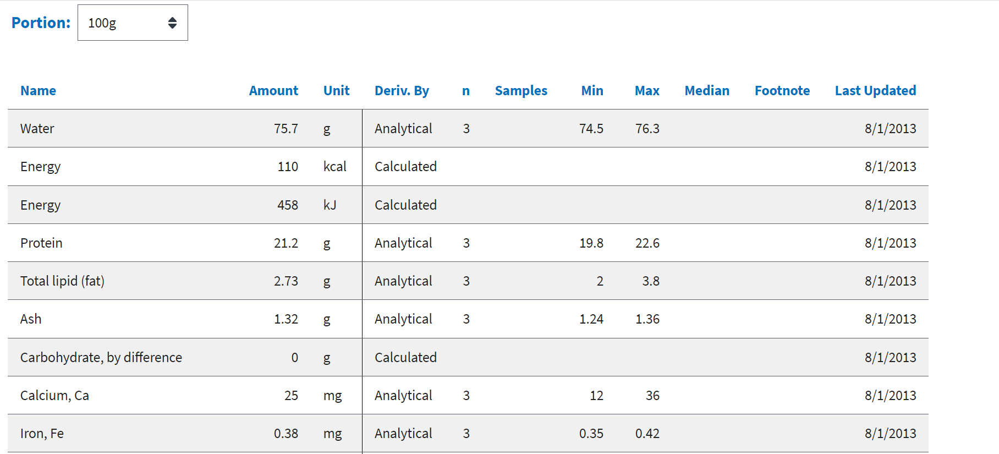 Portion: 100g
Name Amount Unit Deriv. By n Samples Min Max Median Footnote Last Updated
Water 75.7 g Analytical 3 74.5 76.3 8/1/2013
Energy 110 kcal Calculated 8/1/2013
Energy 458 kJ Calculated 8/1/2013
Protein 21.2 g Analytical 3 19.8 22.6 8/1/2013
Total lipid (fat) 2.73 g Analytical 3 2 3.8 8/1/2013
Ash 1.32 g Analytical 3 1.24 1.36 8/1/2013
Carbohydrate, by difference 0 g Calculated 8/1/2013
Calcium, Ca 25 mg Analytical 3 12 36 8/1/2013
Iron, Fe 0.38 mg Analytical 3 0.35 0.42 8/1/2013